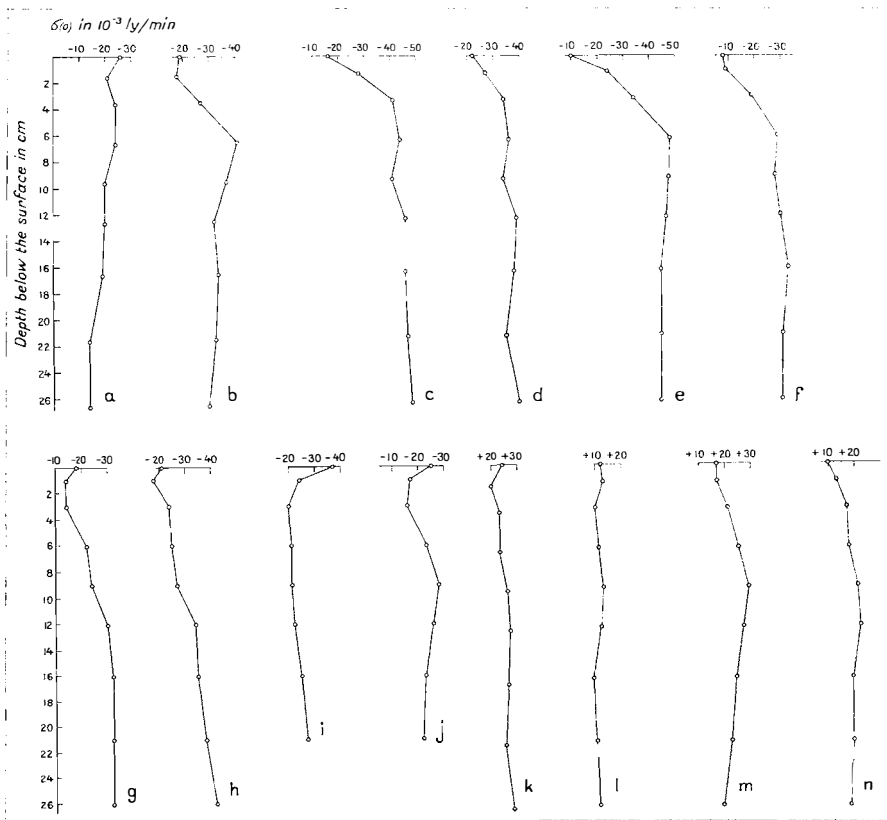 G(0) in 10⁻³ ly/min
-10 -20 -30
-20 -30 -40
-10 -20 -30 -40
-20 -30 -40
-10 -20 -30 -40 -50
-10 -20 -30
Depth below the surface in cm
2
4
6
8
10
12
14
16
18
20
22
24
26
a
b
c
d
e
f
-10 -20 -30
-20 -30 -40
-20 -30 -40
-10 -20 -30
+20 +30
+10 +20
+10 +20 +30
+10 +20
2
4
6
8
10
12
14
16
18
20
22
24
26
g
h
i
j
k
l
m
n